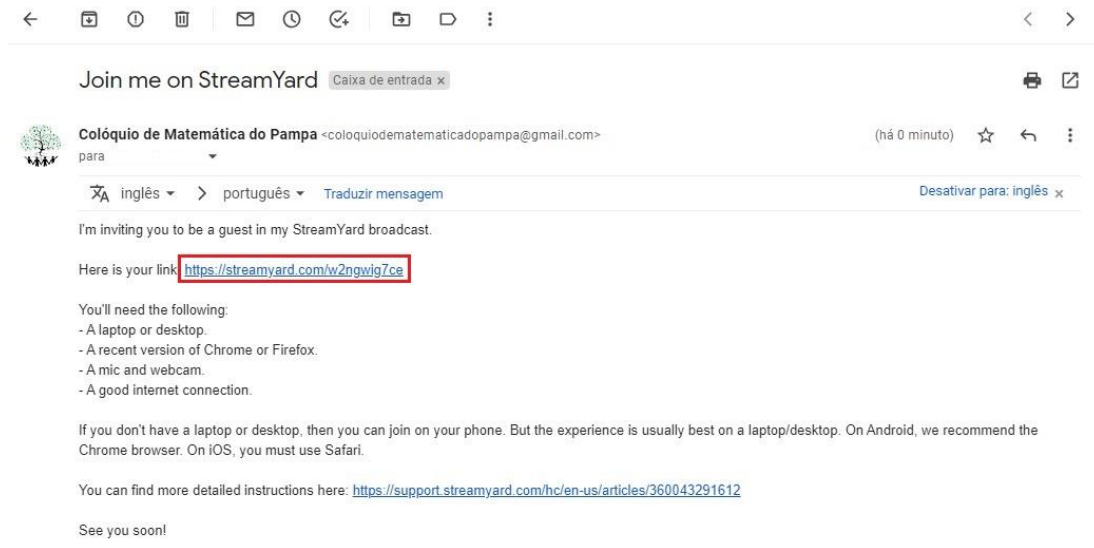 Join me on StreamYard Caixa de entrada ×
Colóquio de Matemática do Pampa <coloquiodematematicadopampa@gmail.com> (há 0 minuto)
para
inglês > português Traduzir mensagem Desativar para: inglês ×
I'm inviting you to be a guest in my StreamYard broadcast.
Here is your link https://streamyard.com/w2ngwig7ce
You'll need the following:
- A laptop or desktop.
- A recent version of Chrome or Firefox.
- A mic and webcam.
- A good internet connection.
If you don't have a laptop or desktop, then you can join on your phone. But the experience is usually best on a laptop/desktop. On Android, we recommend the
Chrome browser. On iOS, you must use Safari.
You can find more detailed instructions here: https://support.streamyard.com/hc/en-us/articles/360043291612
See you soon!